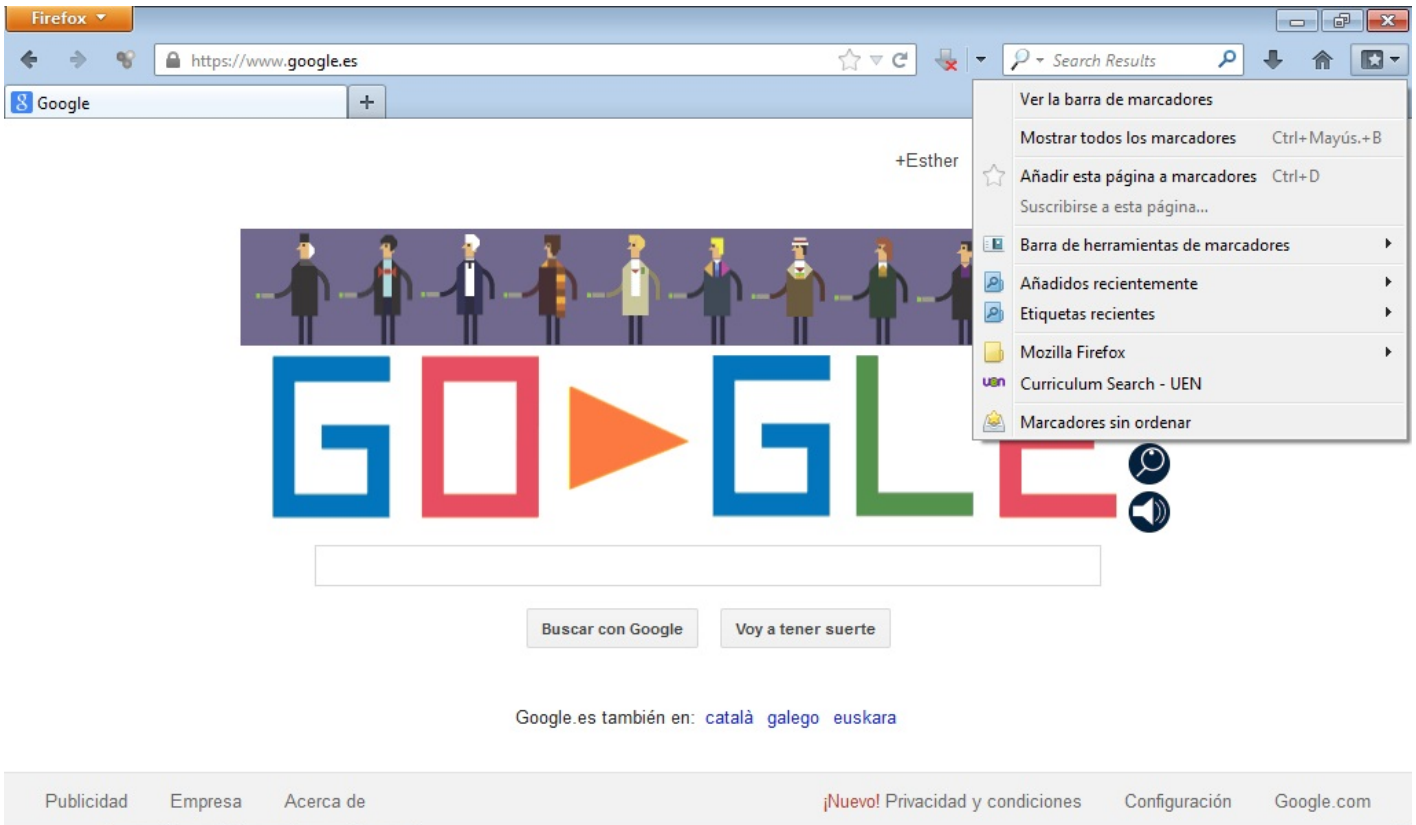 Firefox
https://www.google.es
Search Results
Google
Ver la barra de marcadores
Mostrar todos los marcadores Ctrl+Mayús.+B
Añadir esta página a marcadores Ctrl+D
Suscribirse a esta página...
Barra de herramientas de marcadores
Añadidos recientemente
Etiquetas recientes
Mozilla Firefox
uen Curriculum Search - UEN
Marcadores sin ordenar
+Esther
GO GLE
Buscar con Google Voy a tener suerte
Google.es también en: català galego euskara
Publicidad Empresa Acerca de ¡Nuevo! Privacidad y condiciones Configuración Google.com